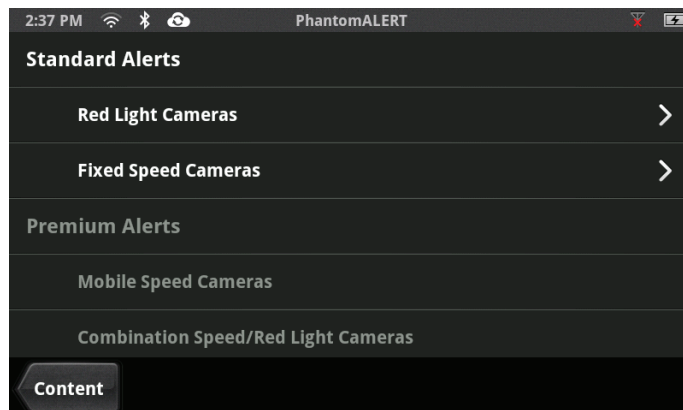 2:37 PM PhantomALERT
Standard Alerts
Red Light Cameras
Fixed Speed Cameras
Premium Alerts
Mobile Speed Cameras
Combination Speed/Red Light Cameras
Content